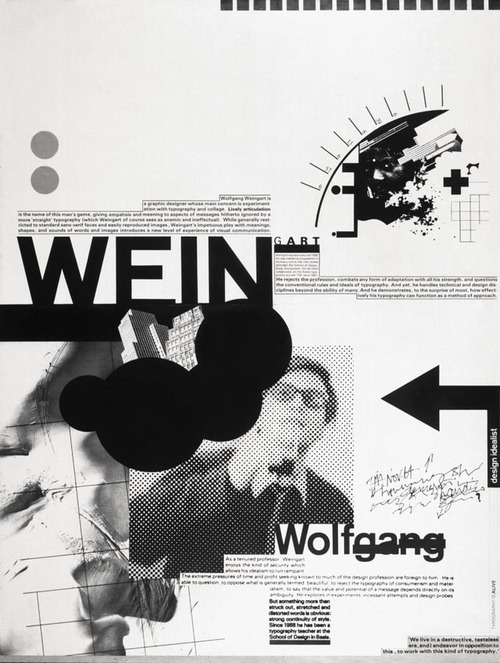 Wolfgang Weingart is
a graphic designer whose main concern is experiment-
ation with typography and collage. Lively articulation
is the name of this man's game, giving emphasis and meaning to aspects of messages hitherto ignored by a
more 'straight' typography (which Weingart of course sees as anemic and ineffectual). While generally rest-
ricted to standard sans-serif faces and easily reproduced images, Weingart's impetuous play with meanings,
shapes, and sounds of words and images introduces a new level of experience of visual communication.
WEIN
GART
He rejects the profession, combats any form of adaptation with all his strength, and questions
the conventional rules and ideals of typography. And yet, he handles technical and design dis-
ciplines beyond the ability of many. And he demonstrates, to the surprise of most, how effect-
ively his typography can function as a method of approach.
design idealist
Wolfgang
As a tenured professor, Weingart
enjoys the kind of security which
allows his idealism to run rampant.
The extreme pressures of time and profit seeking known to much of the design profession are foreign to him. He is
able to question, to oppose what is generally termed, beautiful, to reject the typography of consumerism and mater-
ialism, to say that the value and potential of a message depends directly on its
ambiguity. He explores in experiments, incessant attempts and design probes.
But something more than
struck out, stretched and
distorted words is obvious:
strong continuity of style.
Since 1968 he has been a
typography teacher at the
School of Design in Basle.
TYPOGRAPHY IS ALIVE
'We live in a destructive, tasteless
era, and I endeavor in opposition to
this, to work with this kind of typography.'